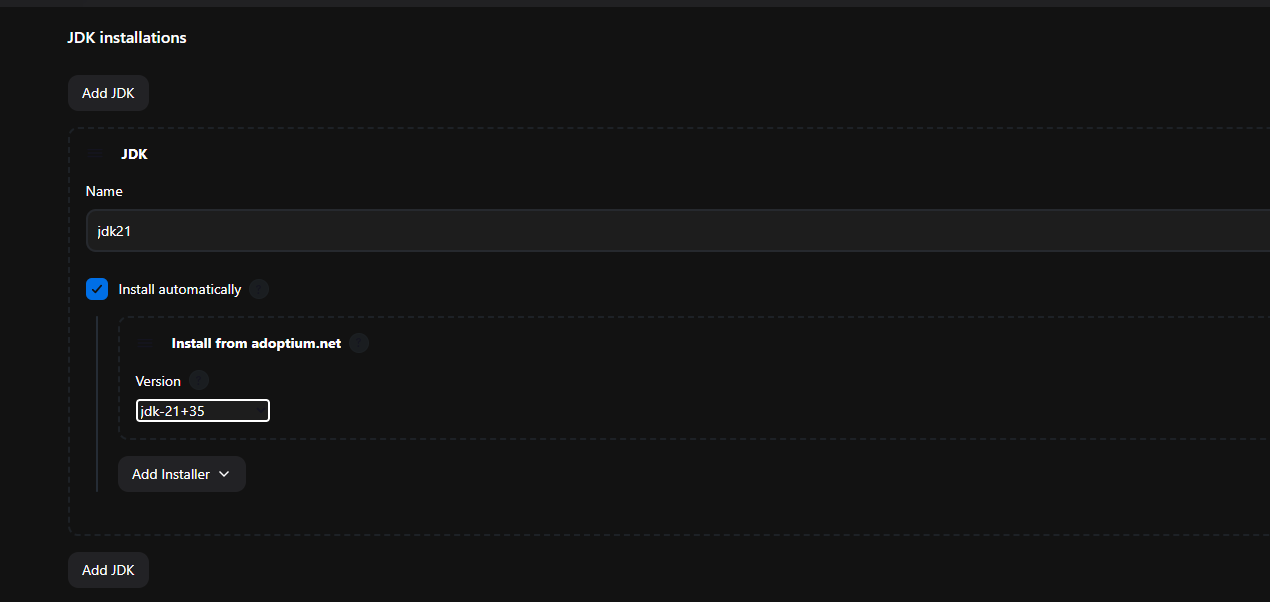 JDK installations
Add JDK
JDK
Name
jdk21
Install automatically
Install from adoptium.net
Version
jdk-21+35
Add Installer
Add JDK